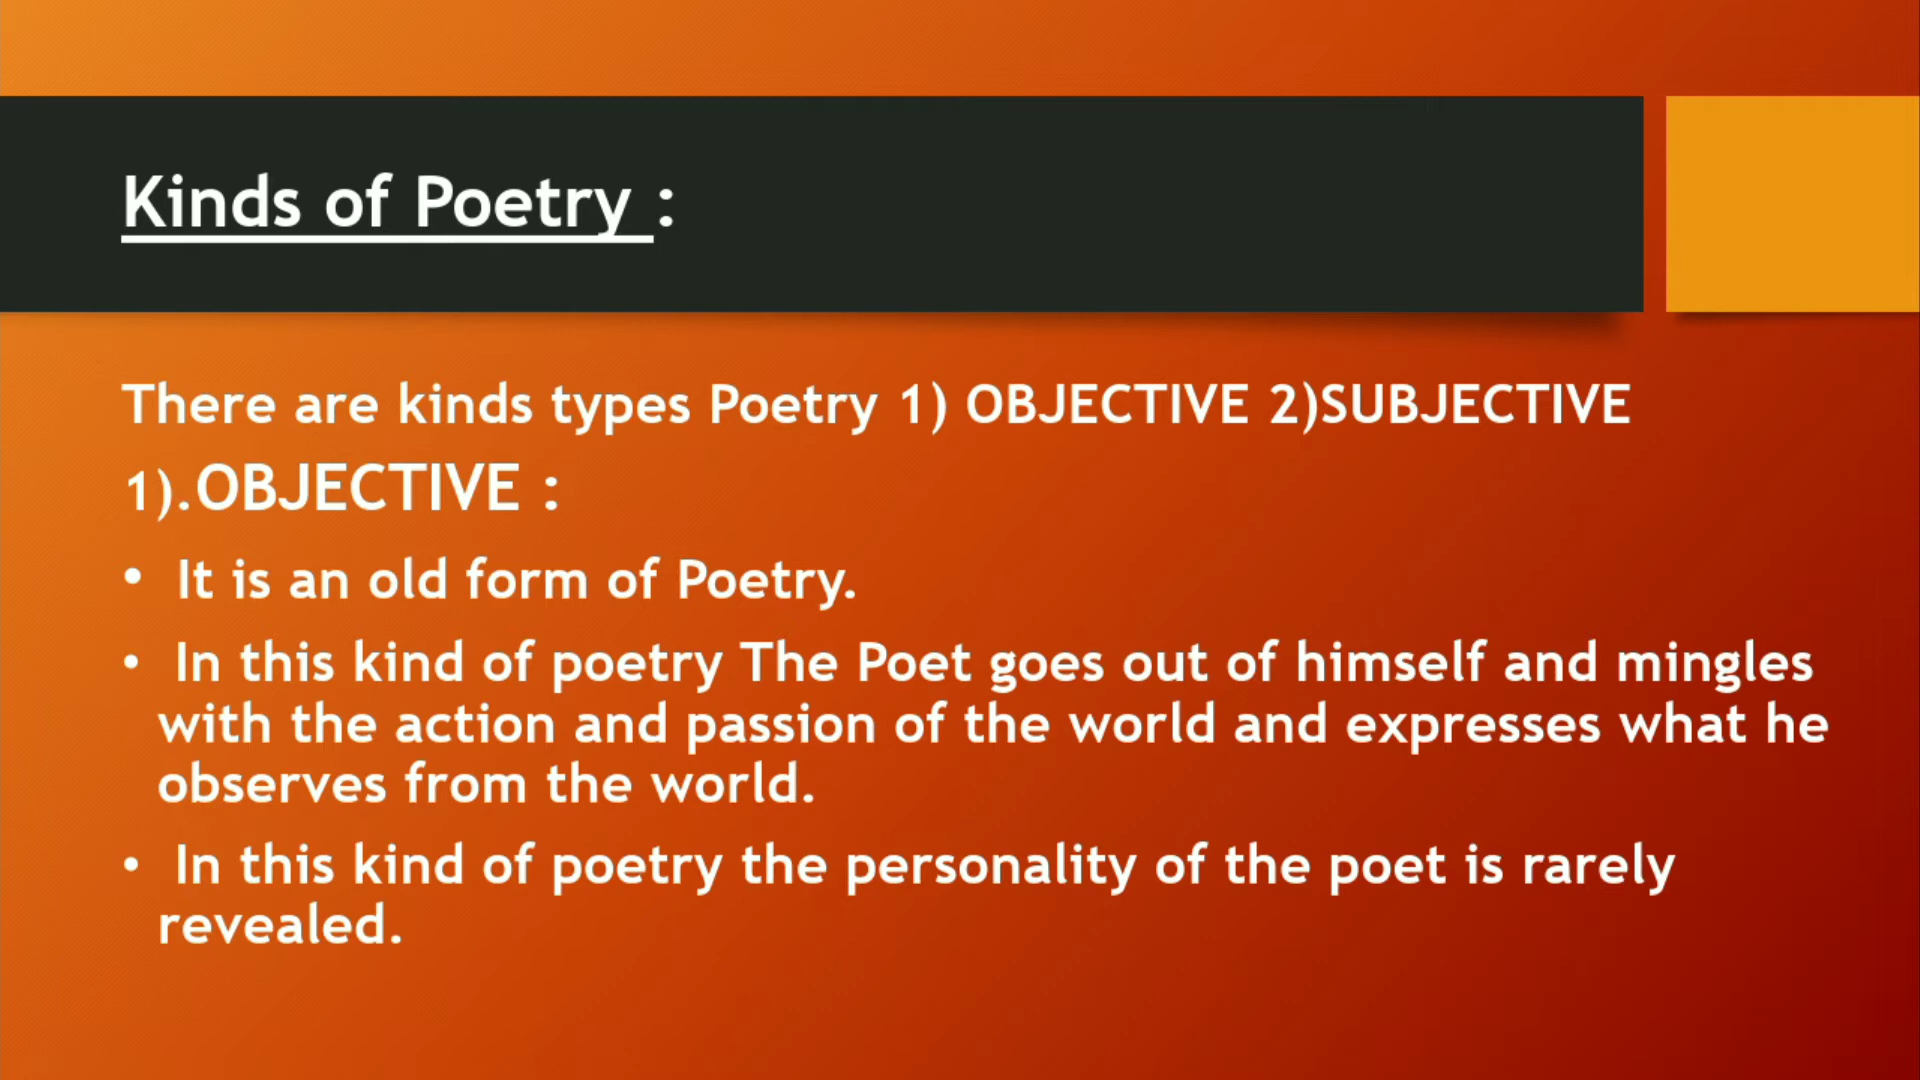 Kinds of Poetry :
There are kinds types Poetry 1) OBJECTIVE 2)SUBJECTIVE
1).OBJECTIVE :
• It is an old form of Poetry.
• In this kind of poetry The Poet goes out of himself and mingles
with the action and passion of the world and expresses what he
observes from the world.
• In this kind of poetry the personality of the poet is rarely
revealed.